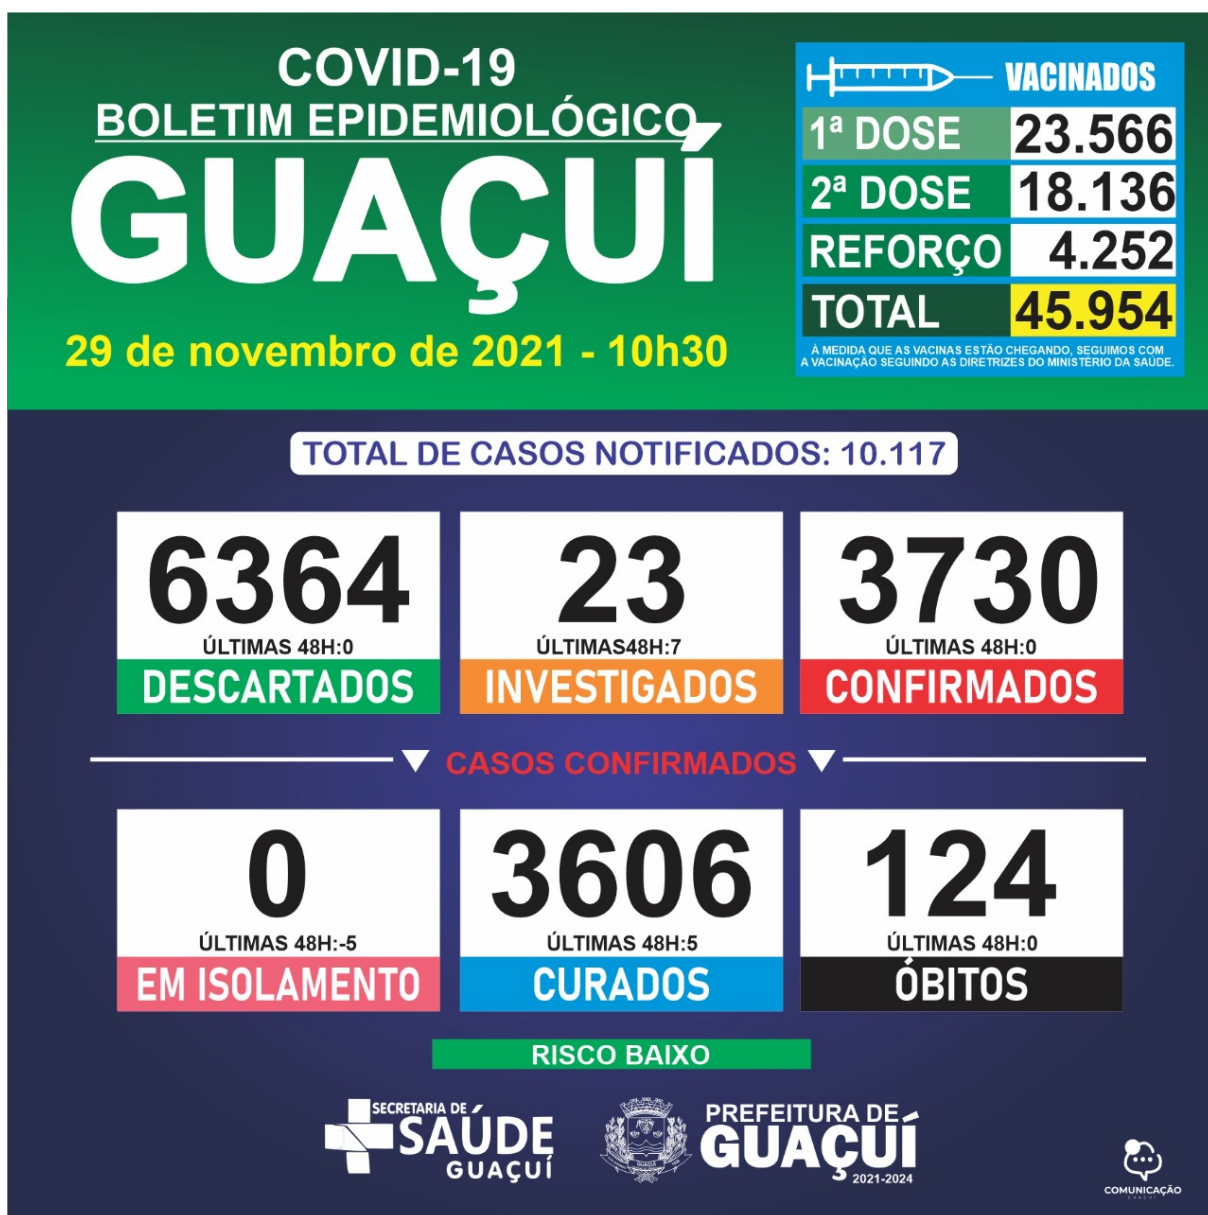 COVID-19
BOLETIM EPIDEMIOLÓGICO
GUAÇUÍ
29 de novembro de 2021 - 10h30
VACINADOS
1ª DOSE 23.566
2ª DOSE 18.136
REFORÇO 4.252
TOTAL 45.954
À MEDIDA QUE AS VACINAS ESTÃO CHEGANDO, SEGUIMOS COM
A VACINAÇÃO SEGUINDO AS DIRETRIZES DO MINISTÉRIO DA SAÚDE.
TOTAL DE CASOS NOTIFICADOS: 10.117
6364
ÚLTIMAS 48H:0
DESCARTADOS
23
ÚLTIMAS48H:7
INVESTIGADOS
3730
ÚLTIMAS 48H:0
CONFIRMADOS
CASOS CONFIRMADOS
0
ÚLTIMAS 48H:-5
EM ISOLAMENTO
3606
ÚLTIMAS 48H:5
CURADOS
124
ÚLTIMAS 48H:0
ÓBITOS
RISCO BAIXO
SECRETARIA DE
SAÚDE
GUAÇUÍ
PREFEITURA DE
GUAÇUÍ
2021-2024
COMUNICAÇÃO